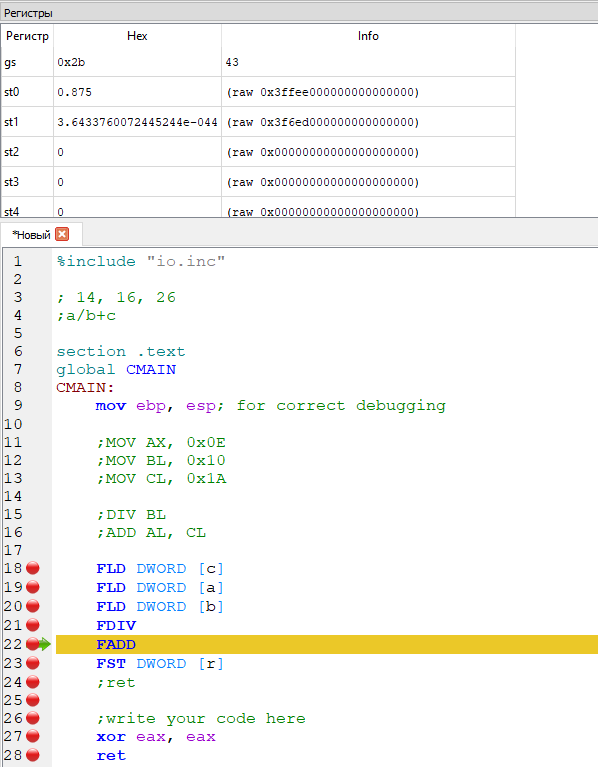 Регистры
Регистр Hex Info
gs 0x2b 43
st0 0.875 (raw 0x3ffee000000000000000)
st1 3.6433760072445244e-044 (raw 0x3f6ed000000000000000)
st2 0 (raw 0x00000000000000000000)
st3 0 (raw 0x00000000000000000000)
st4 0 (raw 0x00000000000000000000)
*Новый
1 %include "io.inc"
2
3 ; 14, 16, 26
4 ;a/b+c
5
6 section .text
7 global CMAIN
8 CMAIN:
9 mov ebp, esp; for correct debugging
10
11 ;MOV AX, 0x0E
12 ;MOV BL, 0x10
13 ;MOV CL, 0x1A
14
15 ;DIV BL
16 ;ADD AL, CL
17
18 FLD DWORD [c]
19 FLD DWORD [a]
20 FLD DWORD [b]
21 FDIV
22 FADD
23 FST DWORD [r]
24 ;ret
25
26 ;write your code here
27 xor eax, eax
28 ret